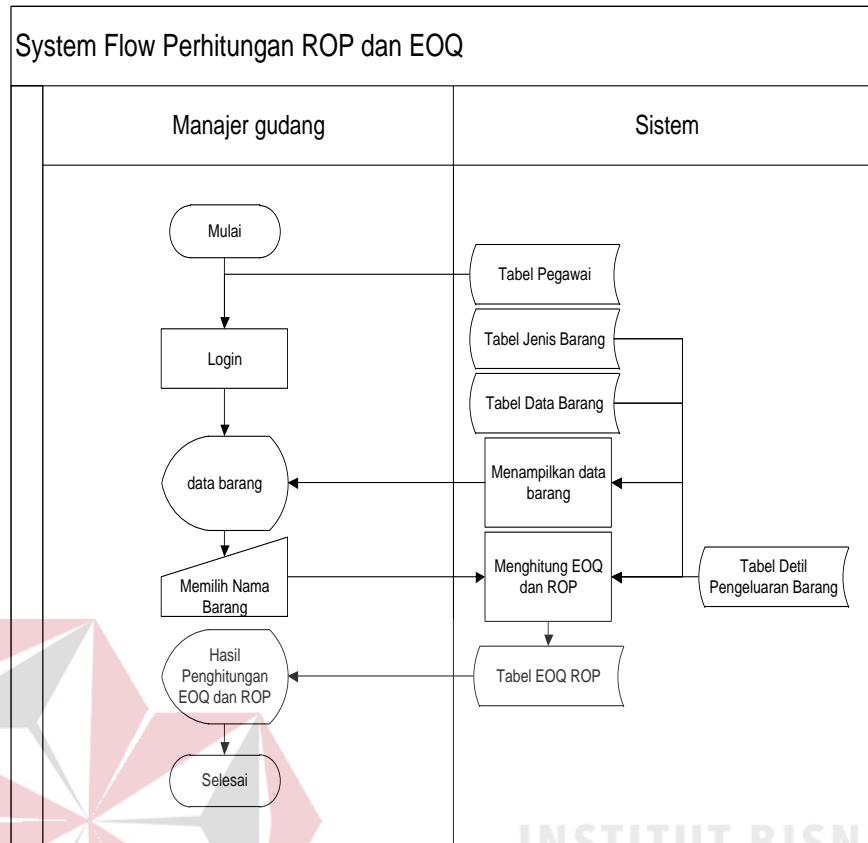 System Flow Perhitungan ROP dan EOQ
Manajer gudang
Sistem
Mulai
Tabel Pegawai
Tabel Jenis Barang
Login
Tabel Data Barang
data barang
Menampilkan data
barang
Memilih Nama
Barang
Menghitung EOQ
dan ROP
Tabel Detil
Pengeluaran Barang
Hasil
Penghitungan
EOQ dan ROP
Tabel EOQ ROP
Selesai
INSTITUT BISN